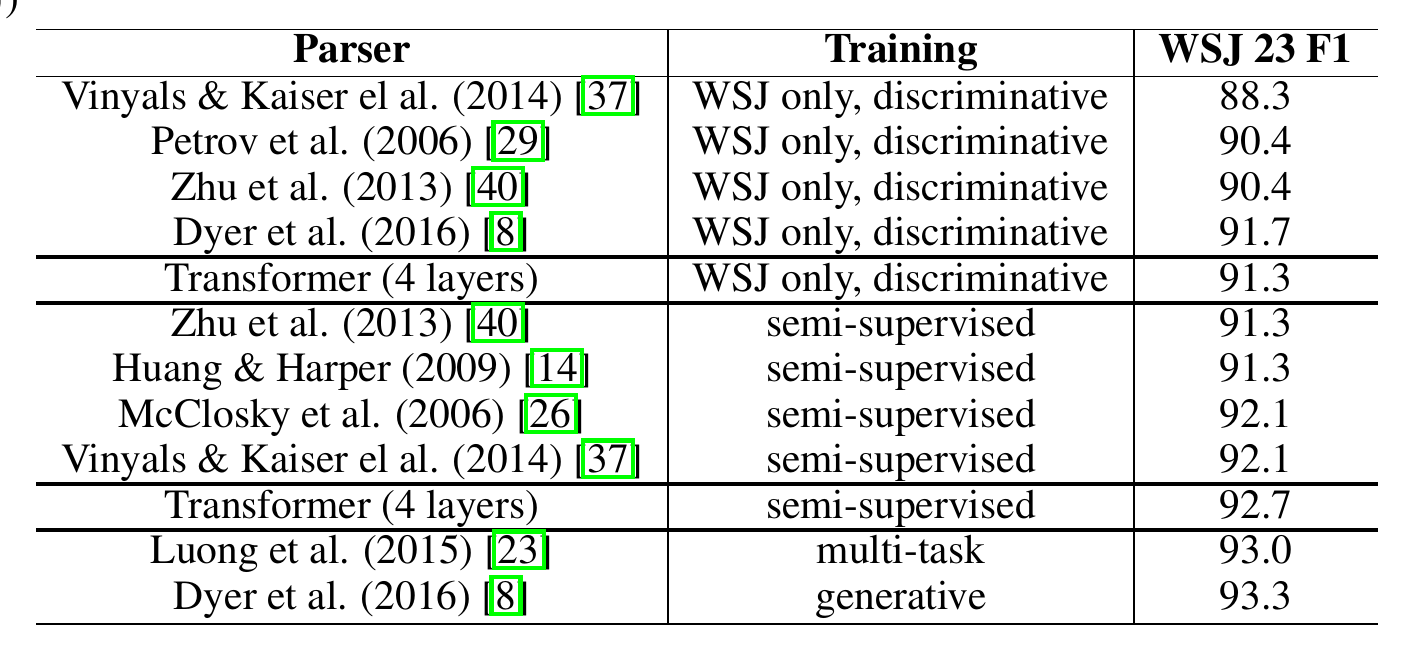 Parser Training WSJ 23 F1
Vinyals & Kaiser el al. (2014) [37] WSJ only, discriminative 88.3
Petrov et al. (2006) [29] WSJ only, discriminative 90.4
Zhu et al. (2013) [40] WSJ only, discriminative 90.4
Dyer et al. (2016) [8] WSJ only, discriminative 91.7
Transformer (4 layers) WSJ only, discriminative 91.3
Zhu et al. (2013) [40] semi-supervised 91.3
Huang & Harper (2009) [14] semi-supervised 91.3
McClosky et al. (2006) [26] semi-supervised 92.1
Vinyals & Kaiser el al. (2014) [37] semi-supervised 92.1
Transformer (4 layers) semi-supervised 92.7
Luong et al. (2015) [23] multi-task 93.0
Dyer et al. (2016) [8] generative 93.3